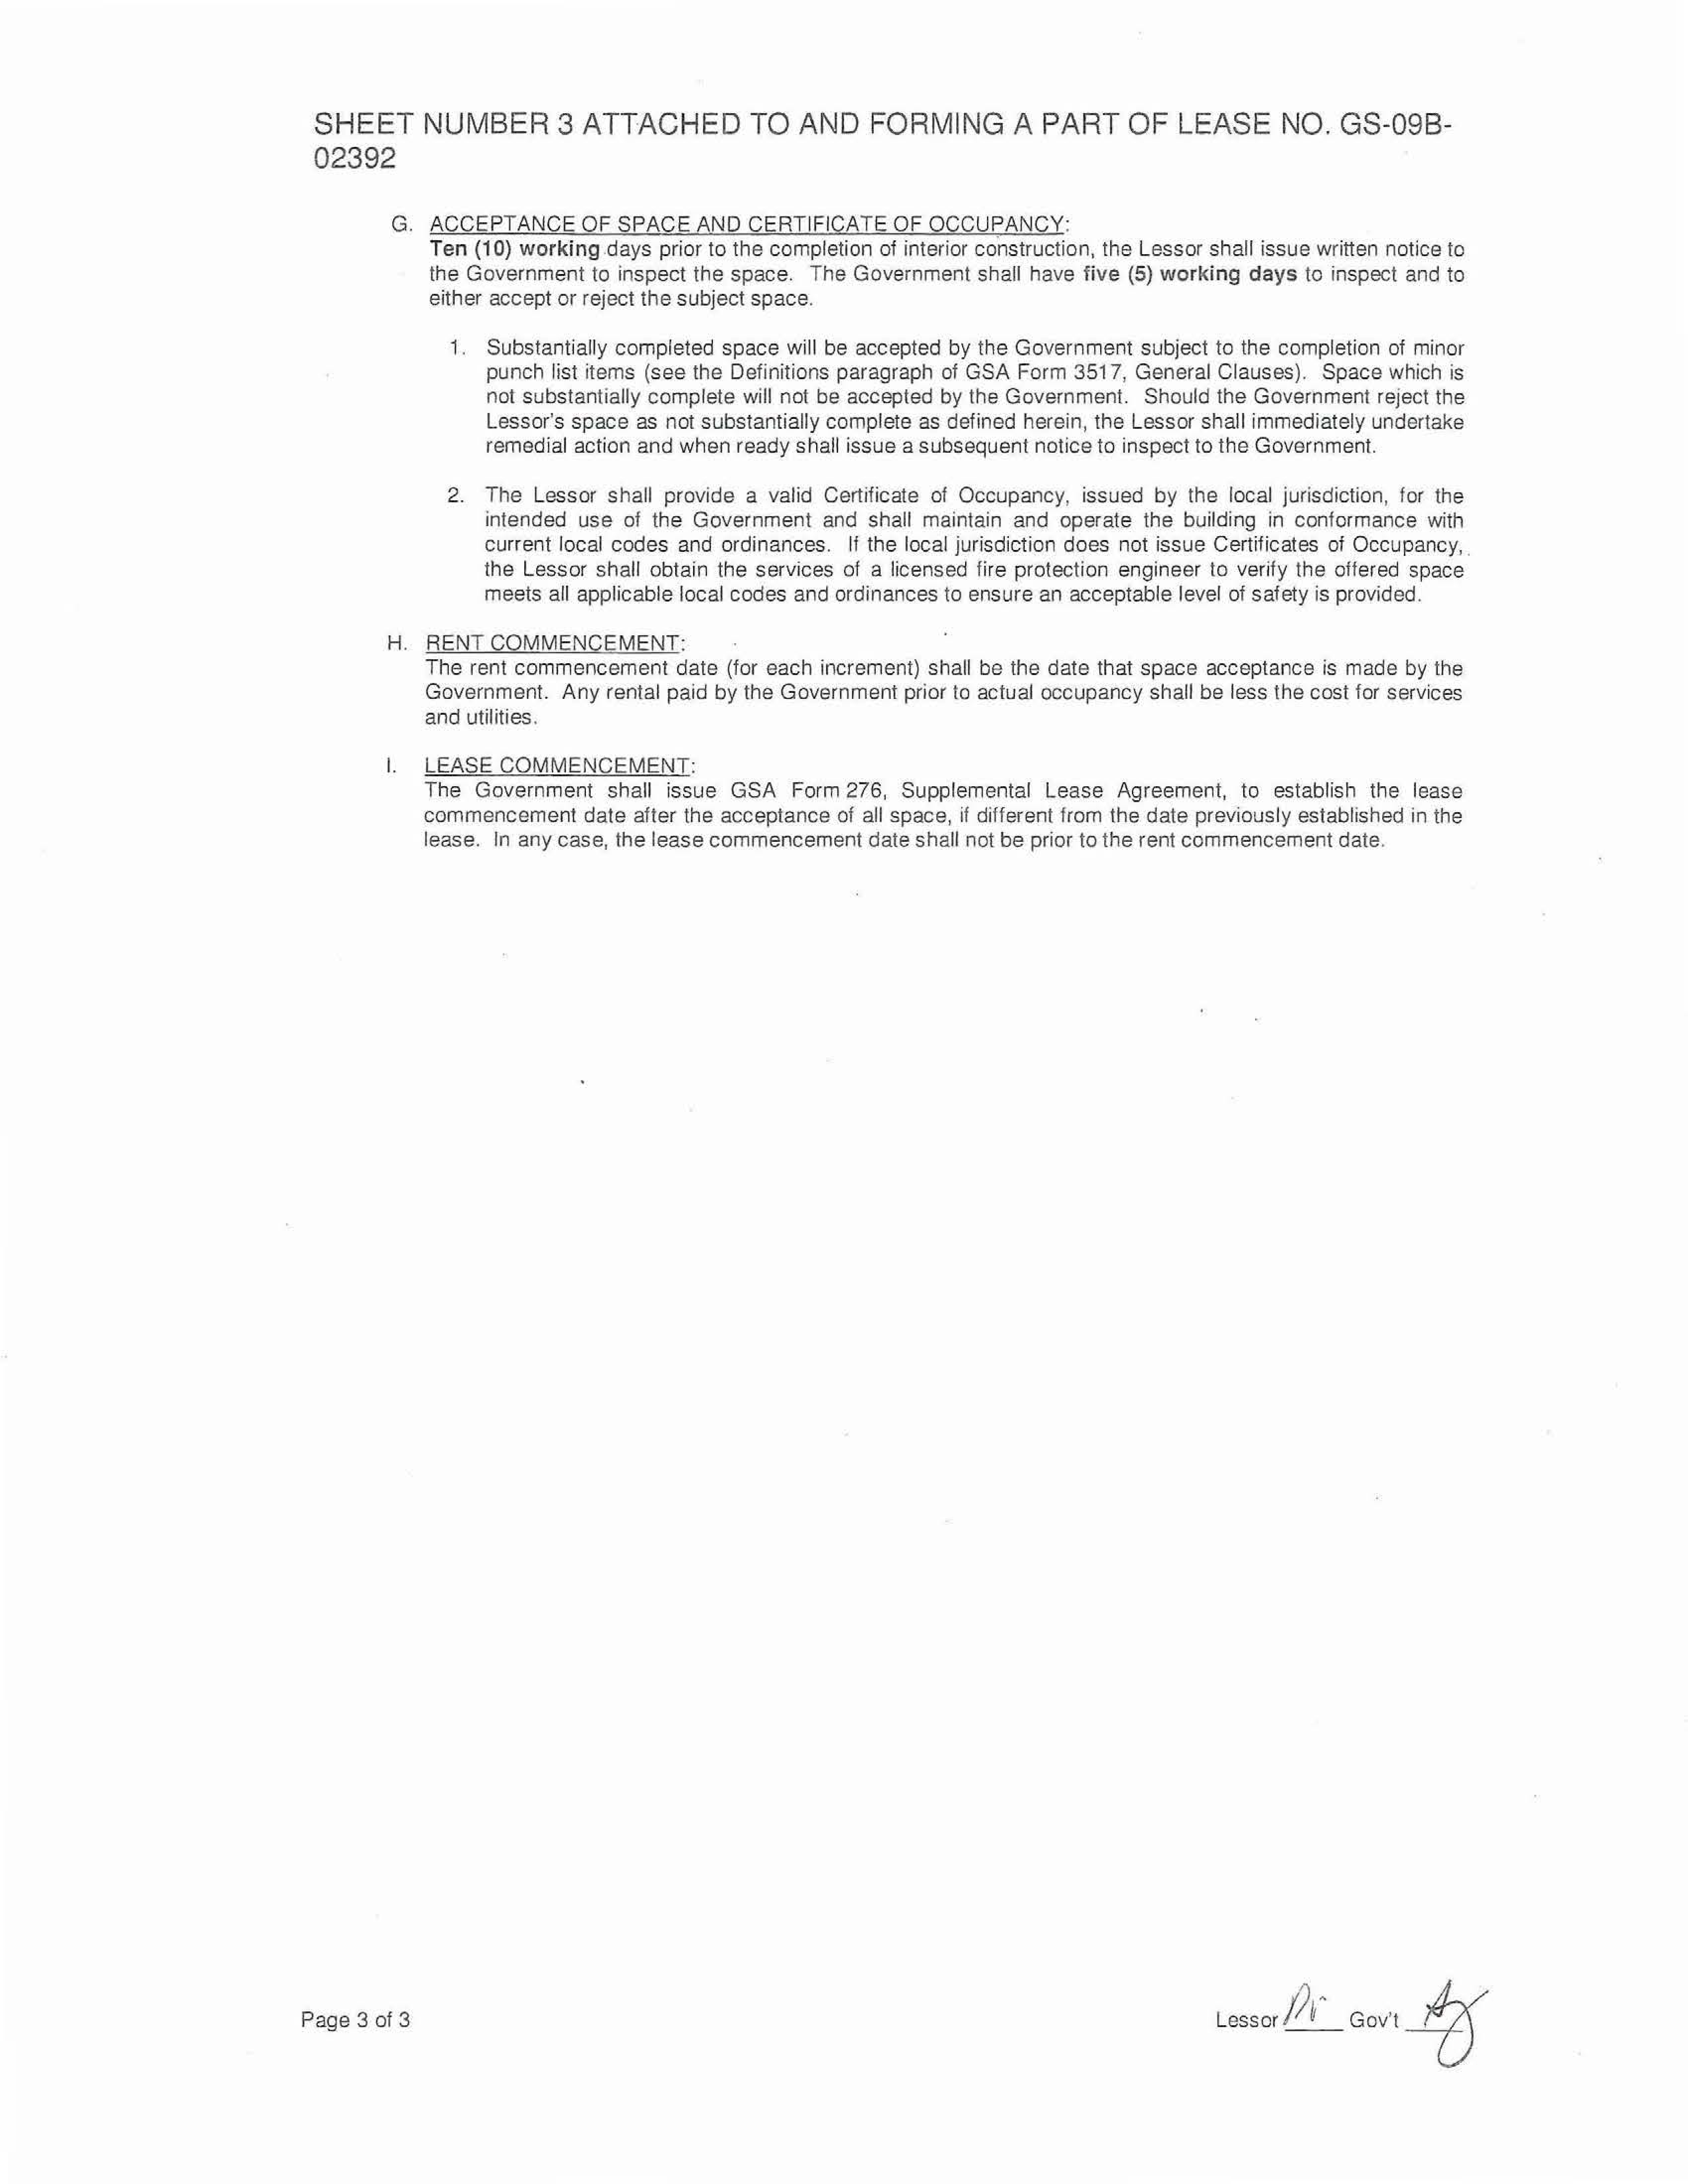 SHEET NUMBER 3 ATTACHED TO AND FORMING A PART OF LEASE NO. GS-09B-
02392
G. ACCEPTANCE OF SPACE AND CERTIFICATE OF OCCUPANCY:
Ten (10) working days prior to the completion of interior construction, the Lessor shall issue written notice to
the Government to inspect the space. The Government shall have five (5) working days to inspect and to
either accept or reject the subject space.
1. Substantially completed space will be accepted by the Government subject to the completion of minor
punch list items (see the Definitions paragraph of GSA Form 3517, General Clauses). Space which is
not substantially complete will not be accepted by the Government. Should the Government reject the
Lessor's space as not substantially complete as defined herein, the Lessor shall immediately undertake
remedial action and when ready shall issue a subsequent notice to inspect to the Government.
2. The Lessor shall provide a valid Certificate of Occupancy, issued by the local jurisdiction, for the
intended use of the Government and shall maintain and operate the building in conformance with
current local codes and ordinances. If the local jurisdiction does not issue Certificates of Occupancy,
the Lessor shall obtain the services of a licensed fire protection engineer to verify the offered space
meets all applicable local codes and ordinances to ensure an acceptable level of safety is provided.
H. RENT COMMENCEMENT:
The rent commencement date (for each increment) shall be the date that space acceptance is made by the
Government. Any rental paid by the Government prior to actual occupancy shall be less the cost for services
and utilities.
I. LEASE COMMENCEMENT:
The Government shall issue GSA Form 276, Supplemental Lease Agreement, to establish the lease
commencement date after the acceptance of all space, if different from the date previously established in the
lease. In any case, the lease commencement date shall not be prior to the rent commencement date.
Page 3 of 3
Lessor Gov't